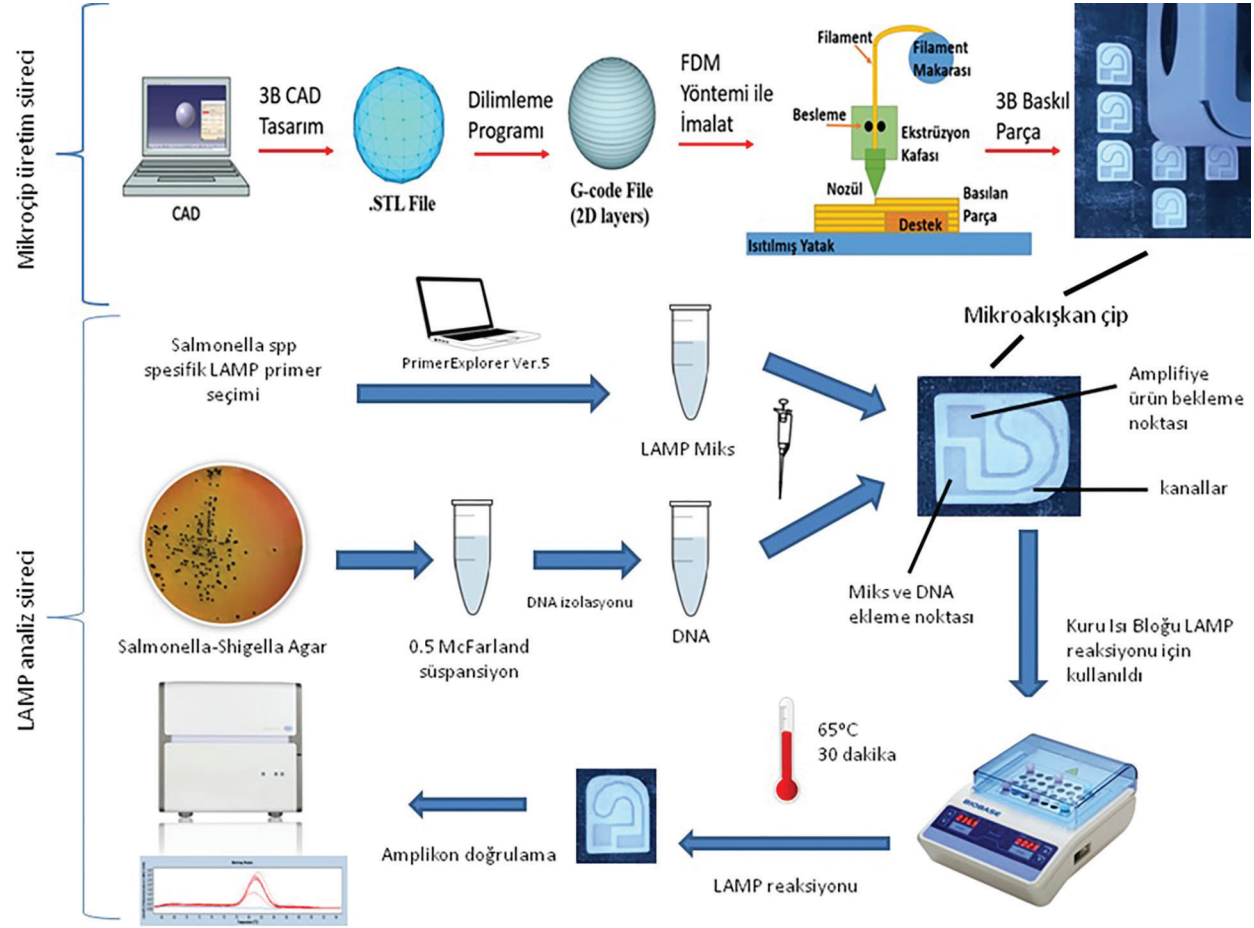 Mikroçip üretim süreci
CAD
3B CAD
Tasarım
.STL File
Dilimleme
Programı
G-code File
(2D layers)
FDM
Yöntemi ile
İmalat
Filament
Filament
Makarası
Besleme
Ekstrüzyon
Kafası
Nozül
Basılan
Parça
Destek
Isıtılmış Yatak
3B Baskıl
Parça
Mikroakışkan çip
LAMP analiz süreci
Salmonella spp
spesifik LAMP primer
seçimi
PrimerExplorer Ver.5
LAMP Miks
Amplifiye
ürün bekleme
noktası
kanallar
Miks ve DNA
ekleme noktası
Salmonella-Shigella Agar
0.5 McFarland
süspansiyon
DNA izolasyonu
DNA
Kuru Isı Bloğu LAMP
reaksiyonu için
kullanıldı
65°C
30 dakika
BIOBASE
LAMP reaksiyonu
Amplikon doğrulama